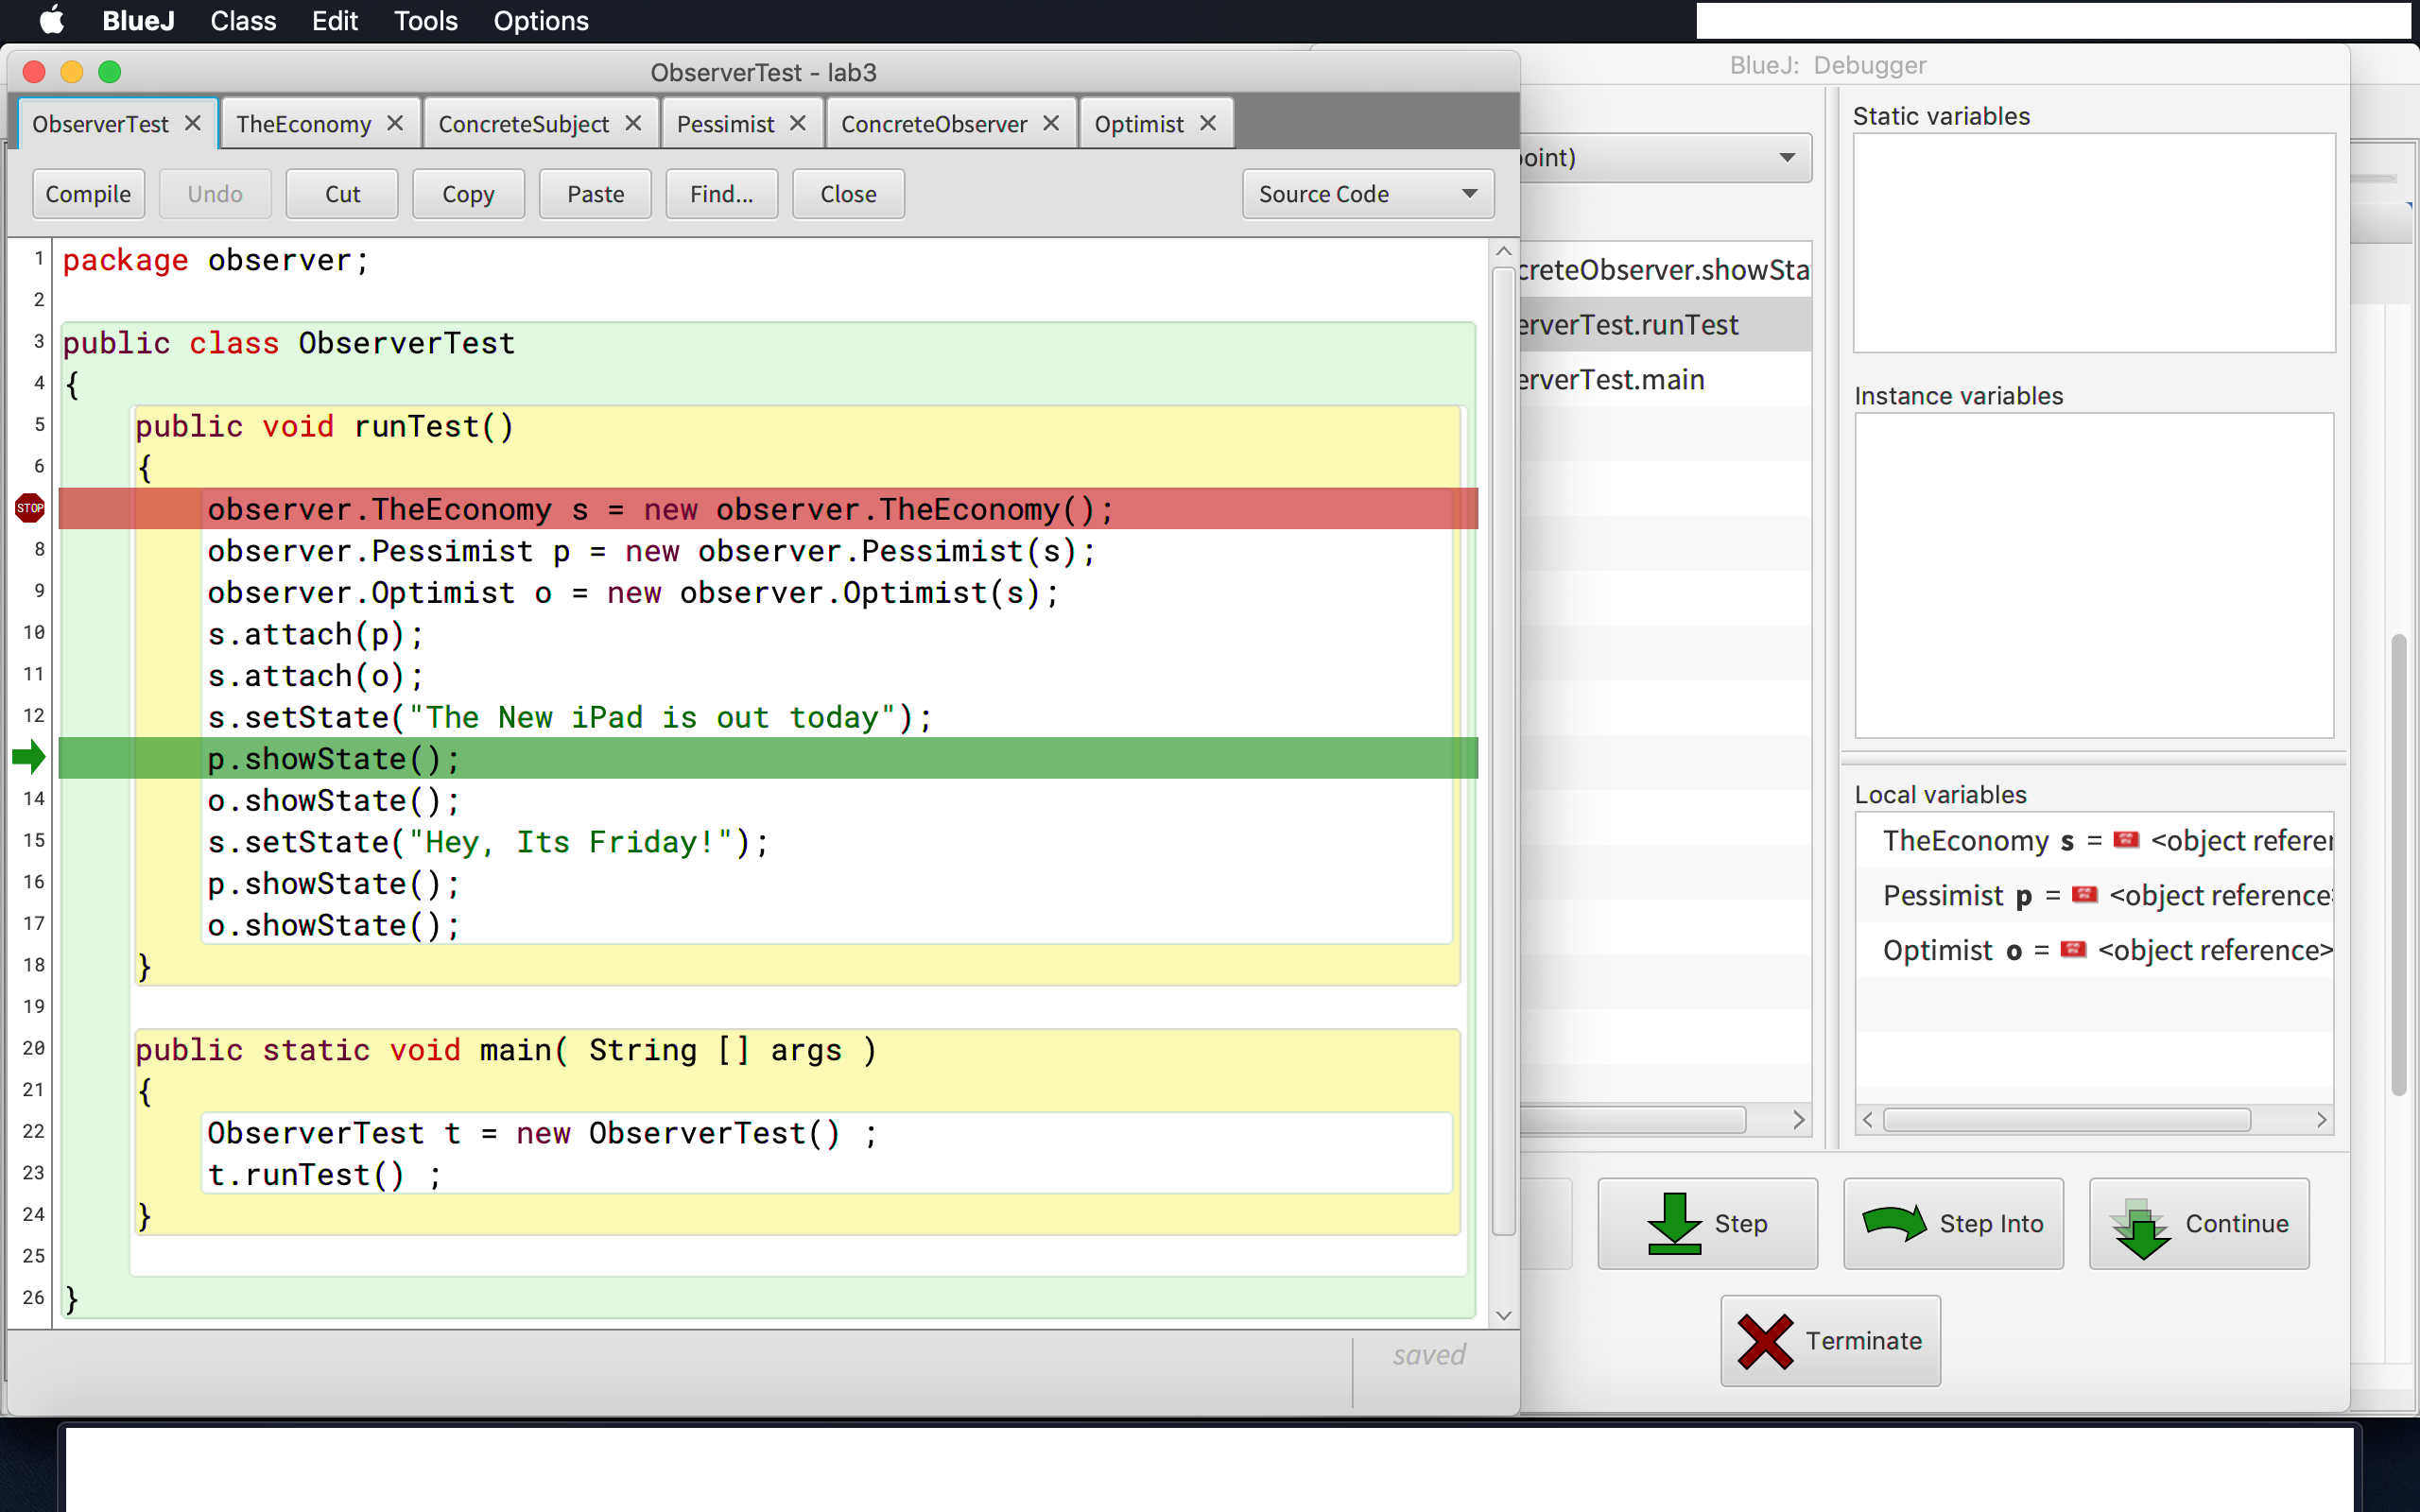 BlueJ Class Edit Tools Options
ObserverTest - lab3
ObserverTest TheEconomy ConcreteSubject Pessimist ConcreteObserver Optimist
Compile Undo Cut Copy Paste Find... Close Source Code
1 package observer;
2
3 public class ObserverTest
4 {
5 public void runTest()
6 {
STOP observer.TheEconomy s = new observer.TheEconomy();
8 observer.Pessimist p = new observer.Pessimist(s);
9 observer.Optimist o = new observer.Optimist(s);
10 s.attach(p);
11 s.attach(o);
12 s.setState("The New iPad is out today");
p.showState();
14 o.showState();
15 s.setState("Hey, Its Friday!");
16 p.showState();
17 o.showState();
18 }
19
20 public static void main( String [] args )
21 {
22 ObserverTest t = new ObserverTest() ;
23 t.runTest() ;
24 }
25
26 }
saved
BlueJ: Debugger
point)
creteObserver.showSta
erverTest.runTest
erverTest.main
Static variables
Instance variables
Local variables
TheEconomy s = <object referen
Pessimist p = <object reference>
Optimist o = <object reference>
Step Step Into Continue
Terminate